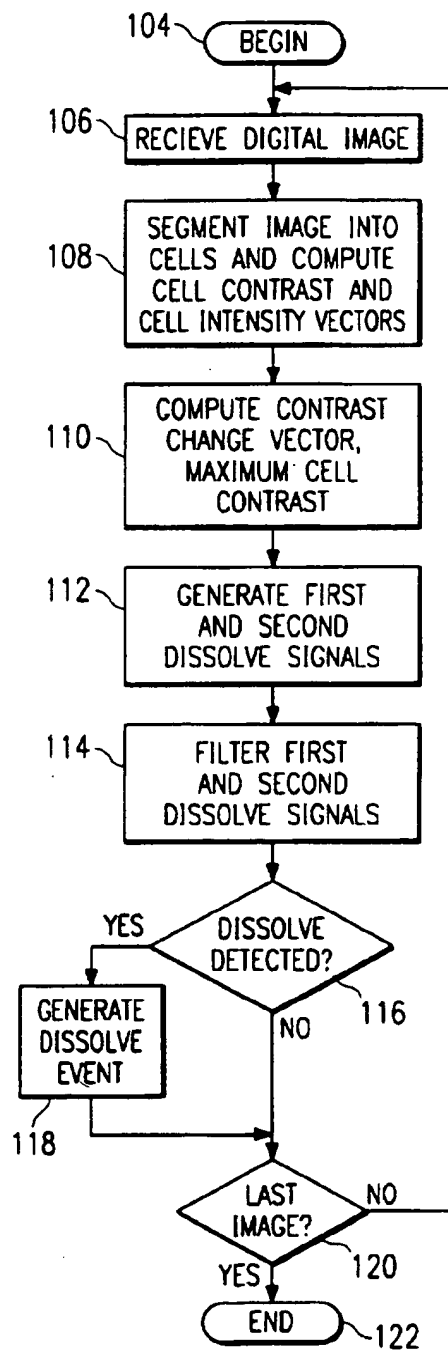 104
BEGIN
106
RECIEVE DIGITAL IMAGE
108
SEGMENT IMAGE INTO
CELLS AND COMPUTE
CELL CONTRAST AND
CELL INTENSITY VECTORS
110
COMPUTE CONTRAST
CHANGE VECTOR,
MAXIMUM CELL
CONTRAST
112
GENERATE FIRST
AND SECOND
DISSOLVE SIGNALS
114
FILTER FIRST
AND SECOND
DISSOLVE SIGNALS
YES
DISSOLVE
DETECTED?
116
NO
GENERATE
DISSOLVE
EVENT
118
LAST
IMAGE?
NO
120
YES
END
122